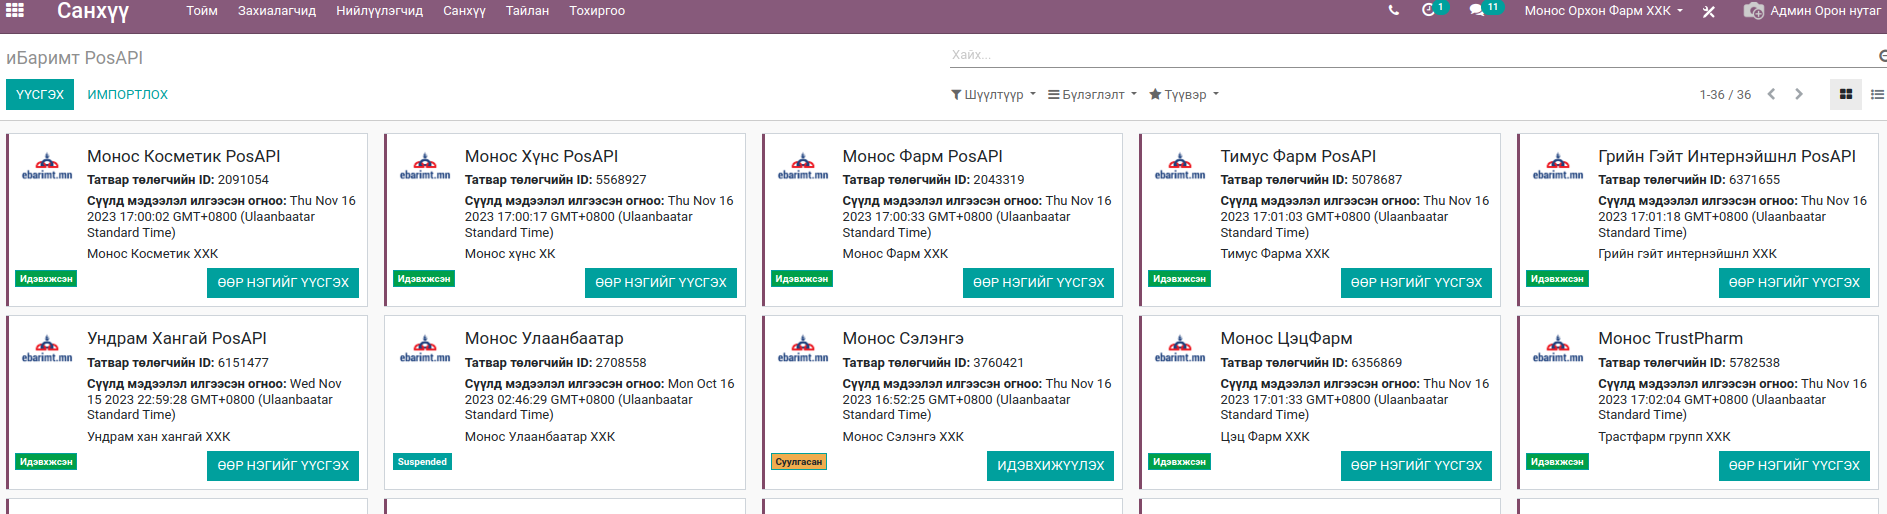 Санхүү Тойм Захиалагчид Нийлүүлэгчид Санхүү Тайлан Тохиргоо 1 11 Монос Орхон Фарм ХХК Админ Орон нутаг
иБаримт PosAPI
Хайх...
ҮҮСГЭХ ИМПОРТЛОХ
Шүүлтүүр Бүлэглэлт Түүвэр 1-36 / 36
ebarimt.mn
Монос Косметик PosAPI
Татвар төлөгчийн ID: 2091054
Сүүлд мэдээлэл илгээсэн огноо: Thu Nov 16
2023 17:00:02 GMT+0800 (Ulaanbaatar
Standard Time)
Монос Косметик ХХК
Идэвхжсэн ӨӨР НЭГИЙГ ҮҮСГЭХ
ebarimt.mn
Монос Хүнс PosAPI
Татвар төлөгчийн ID: 5568927
Сүүлд мэдээлэл илгээсэн огноо: Thu Nov 16
2023 17:00:17 GMT+0800 (Ulaanbaatar
Standard Time)
Монос хүнс ХК
Идэвхжсэн ӨӨР НЭГИЙГ ҮҮСГЭХ
ebarimt.mn
Монос Фарм PosAPI
Татвар төлөгчийн ID: 2043319
Сүүлд мэдээлэл илгээсэн огноо: Thu Nov 16
2023 17:00:33 GMT+0800 (Ulaanbaatar
Standard Time)
Монос Фарм ХХК
Идэвхжсэн ӨӨР НЭГИЙГ ҮҮСГЭХ
ebarimt.mn
Тимус Фарм PosAPI
Татвар төлөгчийн ID: 5078687
Сүүлд мэдээлэл илгээсэн огноо: Thu Nov 16
2023 17:01:03 GMT+0800 (Ulaanbaatar
Standard Time)
Тимус Фарма ХХК
Идэвхжсэн ӨӨР НЭГИЙГ ҮҮСГЭХ
ebarimt.mn
Грийн Гэйт Интернэйшнл PosAPI
Татвар төлөгчийн ID: 6371655
Сүүлд мэдээлэл илгээсэн огноо: Thu Nov 16
2023 17:01:18 GMT+0800 (Ulaanbaatar
Standard Time)
Грийн гэйт интернэйшнл ХХК
Идэвхжсэн ӨӨР НЭГИЙГ ҮҮСГЭХ
ebarimt.mn
Ундрам Хангай PosAPI
Татвар төлөгчийн ID: 6151477
Сүүлд мэдээлэл илгээсэн огноо: Wed Nov
15 2023 22:59:28 GMT+0800 (Ulaanbaatar
Standard Time)
Ундрам хан хангай ХХК
Идэвхжсэн ӨӨР НЭГИЙГ ҮҮСГЭХ
ebarimt.mn
Монос Улаанбаатар
Татвар төлөгчийн ID: 2708558
Сүүлд мэдээлэл илгээсэн огноо: Mon Oct 16
2023 02:46:29 GMT+0800 (Ulaanbaatar
Standard Time)
Монос Улаанбаатар ХХК
Suspended
ebarimt.mn
Монос Сэлэнгэ
Татвар төлөгчийн ID: 3760421
Сүүлд мэдээлэл илгээсэн огноо: Thu Nov 16
2023 16:52:25 GMT+0800 (Ulaanbaatar
Standard Time)
Монос Сэлэнгэ ХХК
Суулгасан ИДЭВХИЖҮҮЛЭХ
ebarimt.mn
Монос ЦэцФарм
Татвар төлөгчийн ID: 6356869
Сүүлд мэдээлэл илгээсэн огноо: Thu Nov 16
2023 17:01:33 GMT+0800 (Ulaanbaatar
Standard Time)
Цэц Фарм ХХК
Идэвхжсэн ӨӨР НЭГИЙГ ҮҮСГЭХ
ebarimt.mn
Монос TrustPharm
Татвар төлөгчийн ID: 5782538
Сүүлд мэдээлэл илгээсэн огноо: Thu Nov 16
2023 17:02:04 GMT+0800 (Ulaanbaatar
Standard Time)
Трастфарм групп ХХК
Идэвхжсэн ӨӨР НЭГИЙГ ҮҮСГЭХ